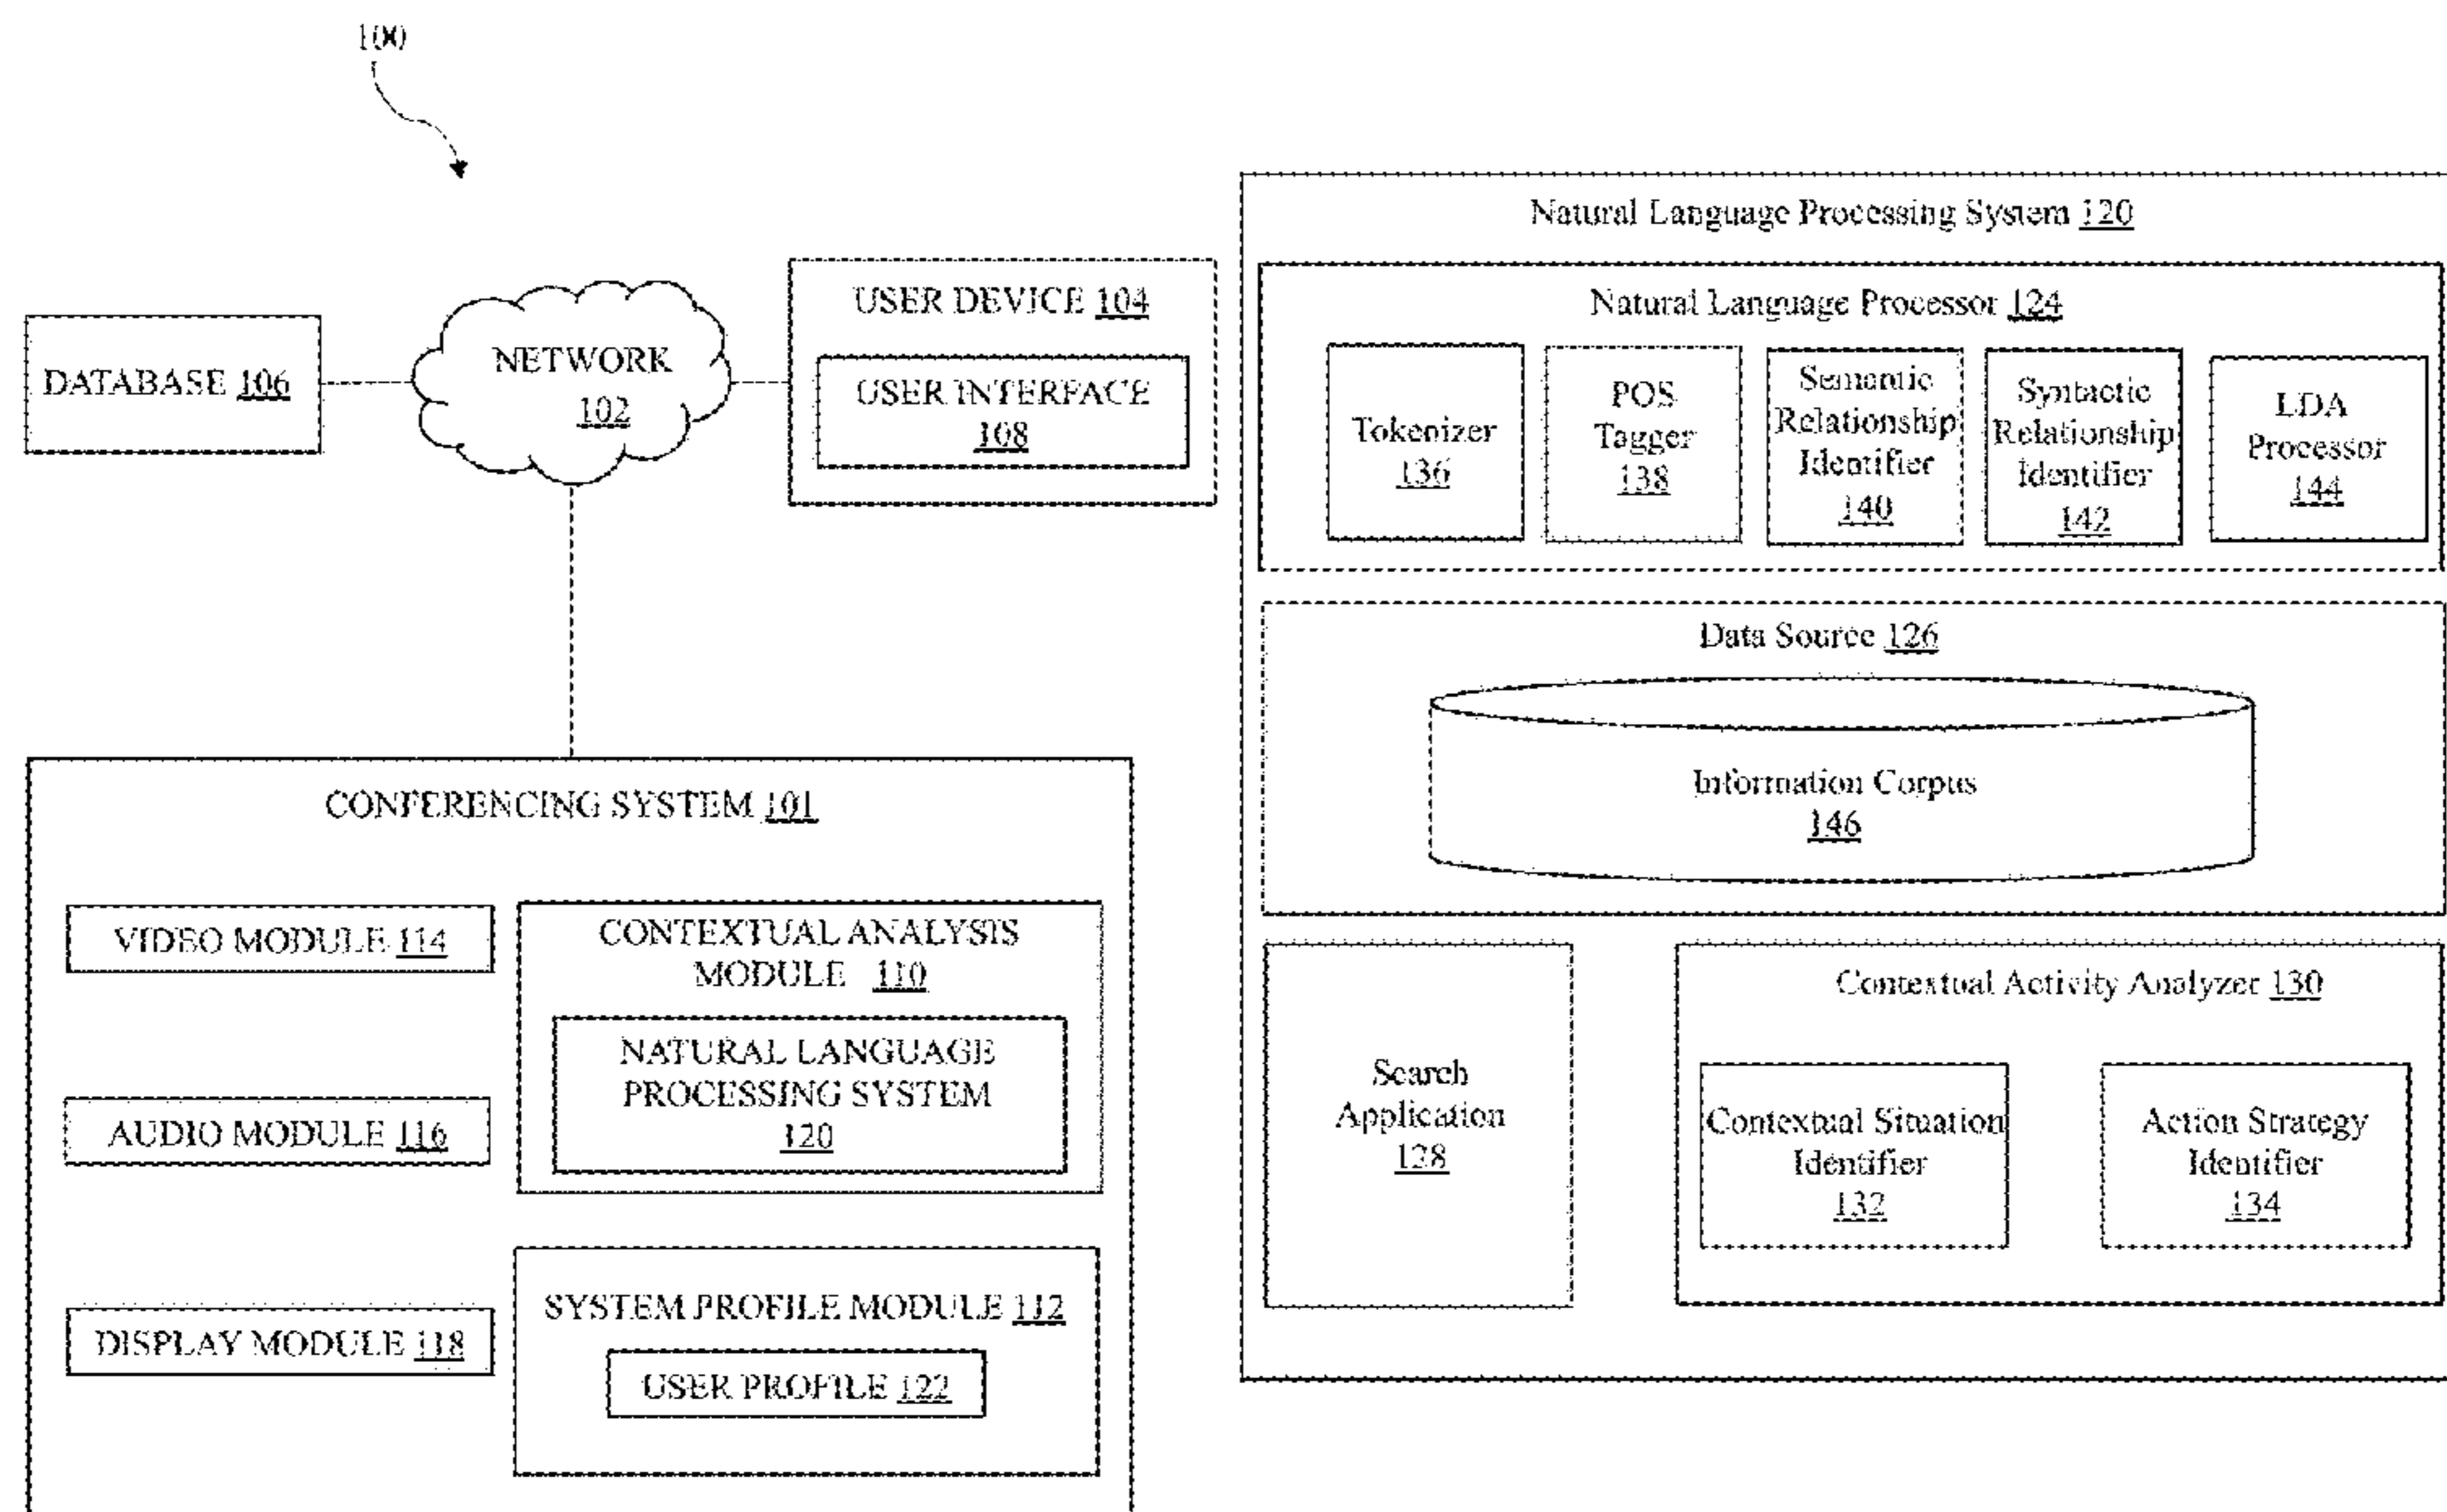 100
DATABASE 106
NETWORK
102
USER DEVICE 104
USER INTERFACE
108
CONFERENCING SYSTEM 101
VIDEO MODULE 114
AUDIO MODULE 116
DISPLAY MODULE 118
CONTEXTUAL ANALYSIS
MODULE 110
NATURAL LANGUAGE
PROCESSING SYSTEM
120
SYSTEM PROFILE MODULE 112
USER PROFILE 122
Natural Language Processing System 120
Natural Language Processor 124
Tokenizer
136
POS
Tagger
138
Semantic
Relationship
Identifier
140
Syntactic
Relationship
Identifier
142
LDA
Processor
144
Data Source 126
Information Corpus
146
Search
Application
128
Contextual Activity Analyzer 130
Contextual Situation
Identifier
132
Action Strategy
Identifier
134